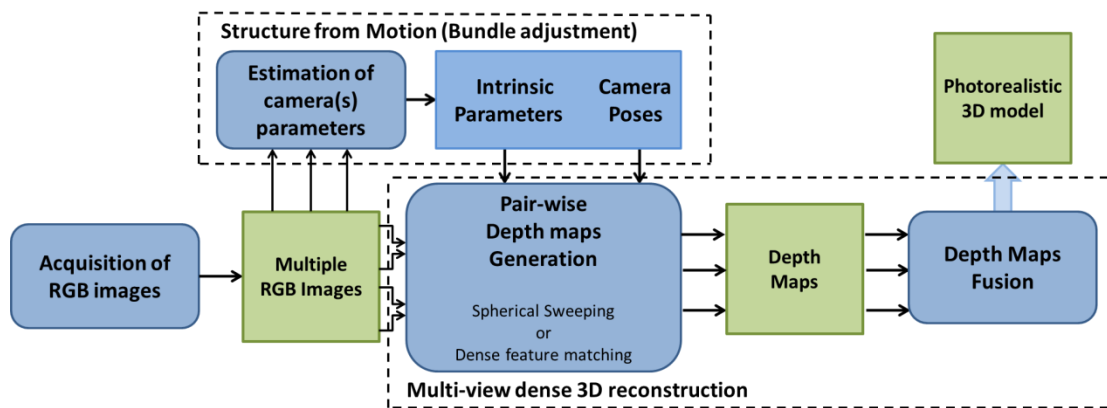 Structure from Motion (Bundle adjustment)
Estimation of
camera(s)
parameters
Intrinsic
Parameters
Camera
Poses
Photorealistic
3D model
Acquisition of
RGB images
Multiple
RGB Images
Pair-wise
Depth maps
Generation
Spherical Sweeping
or
Dense feature matching
Depth
Maps
Depth Maps
Fusion
Multi-view dense 3D reconstruction